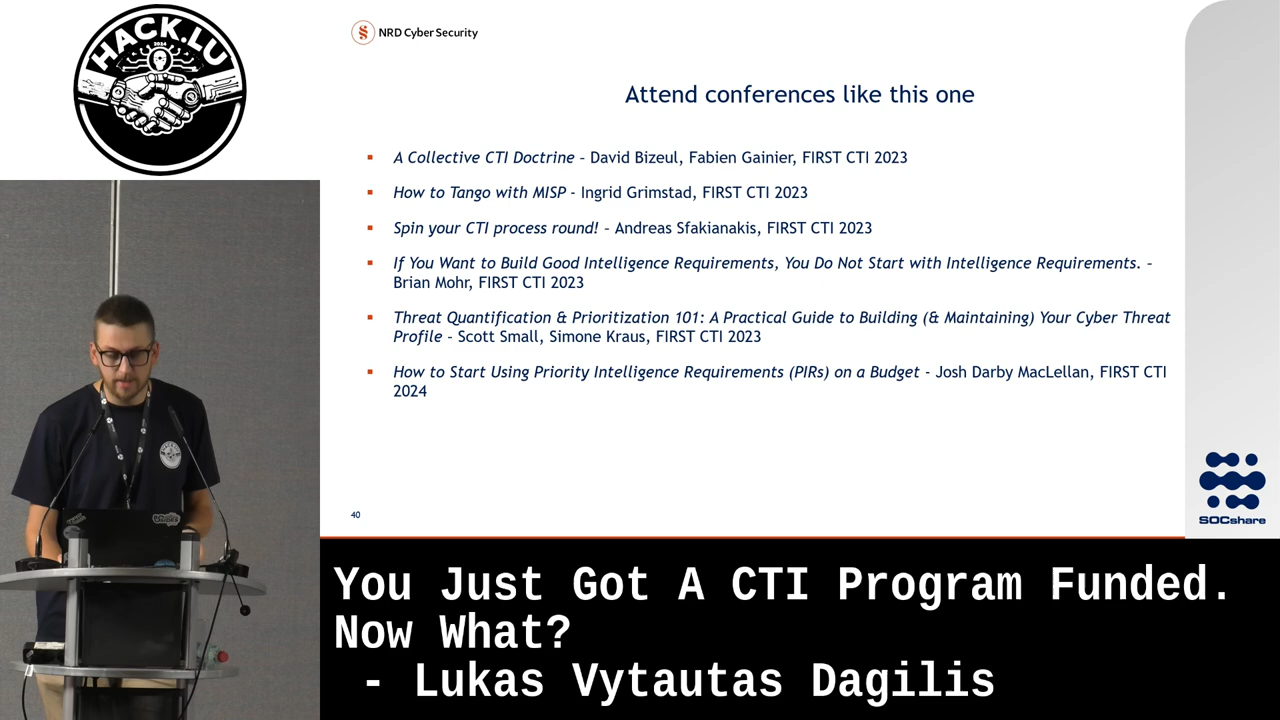 HACK.LU
2024
NRD Cyber Security
Attend conferences like this one
▪ A Collective CTI Doctrine – David Bizeul, Fabien Gainier, FIRST CTI 2023
▪ How to Tango with MISP - Ingrid Grimstad, FIRST CTI 2023
▪ Spin your CTI process round! – Andreas Sfakianakis, FIRST CTI 2023
▪ If You Want to Build Good Intelligence Requirements, You Do Not Start with Intelligence Requirements. –
Brian Mohr, FIRST CTI 2023
▪ Threat Quantification & Prioritization 101: A Practical Guide to Building (& Maintaining) Your Cyber Threat
Profile – Scott Small, Simone Kraus, FIRST CTI 2023
▪ How to Start Using Priority Intelligence Requirements (PIRs) on a Budget - Josh Darby MacLellan, FIRST CTI
2024
40
SOCshare
You Just Got A CTI Program Funded.
Now What?
- Lukas Vytautas Dagilis